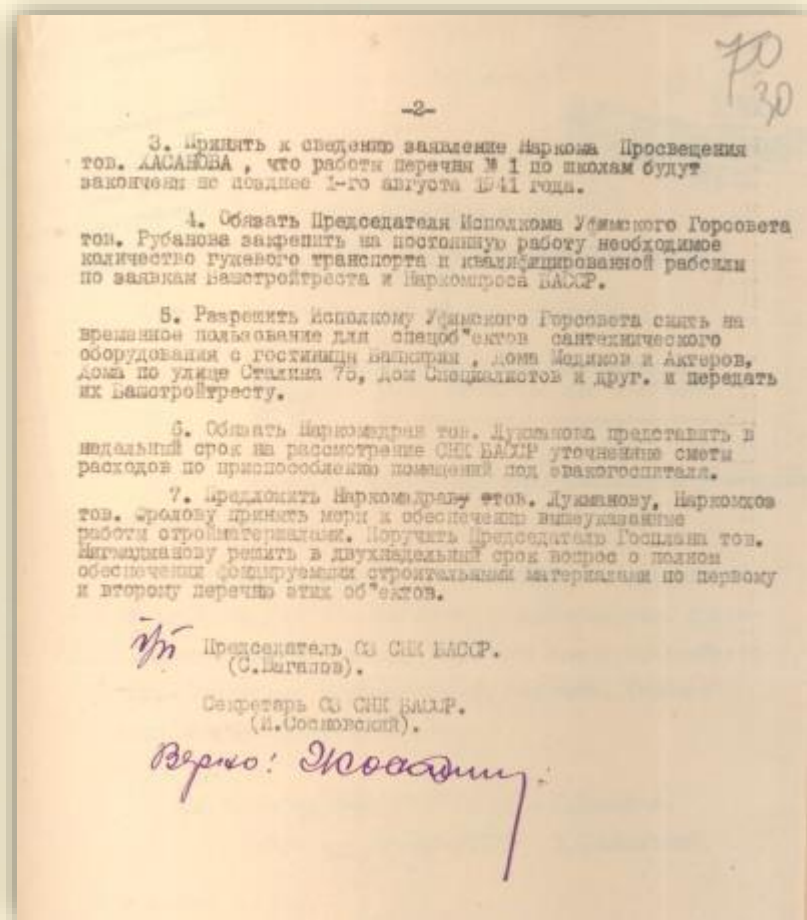 70
30
-2-
3. Принять к сведению заявление Наркома Просвещения
тов. ХАСАНОВА , что работы перечня № 1 по школам будут
закончены не позднее 1-го августа 1941 года.
4. Обязать Председателя Исполкома Уфимского Горсовета
тов. Рубанова закрепить на постоянную работу необходимое
количество гужевого транспорта и квалифицированной рабсилы
по заявкам Башстройтреста и Наркомпроса БАССР.
5. Разрешить Исполкому Уфимского Горсовета снять на
временное пользование для спецоб"ектов сантехнического
оборудования с гостиница Башкирия , дома Медиков и Актеров,
дома по улице Сталина 75, дом Специалистов и друг. и передать
их Башстройтресту.
6. Обязать Наркомздрав тов. Лукманова представить в
недельный срок на рассмотрение СНК БАССР уточненные сметы
расходов по приспособлению помещений под эвакогоспиталя.
7. Предложить Наркомздраву тов. Лукманову, Наркомхоз
тов. Фролову принять меры к обеспечению вышеуказанные
работы стройматериалами. Поручить Председателю Госплана тов.
Нигмаджанову решить в двухнедельный срок вопрос о полном
обеспечении фондируемыми строительными материалами по первому
и второму перечню этих об"ектов.
Председатель СНК БАССР.
(С.Вагапов).
Секретарь СНК БАССР.
(И.Сосновский).
Верно: